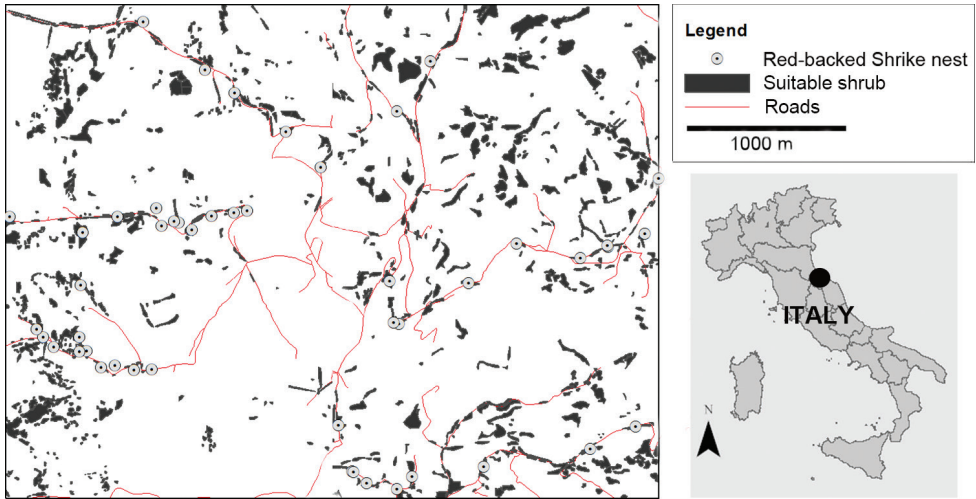 Legend
Red-backed Shrike nest
Suitable shrub
Roads
1000 m
ITALY
N